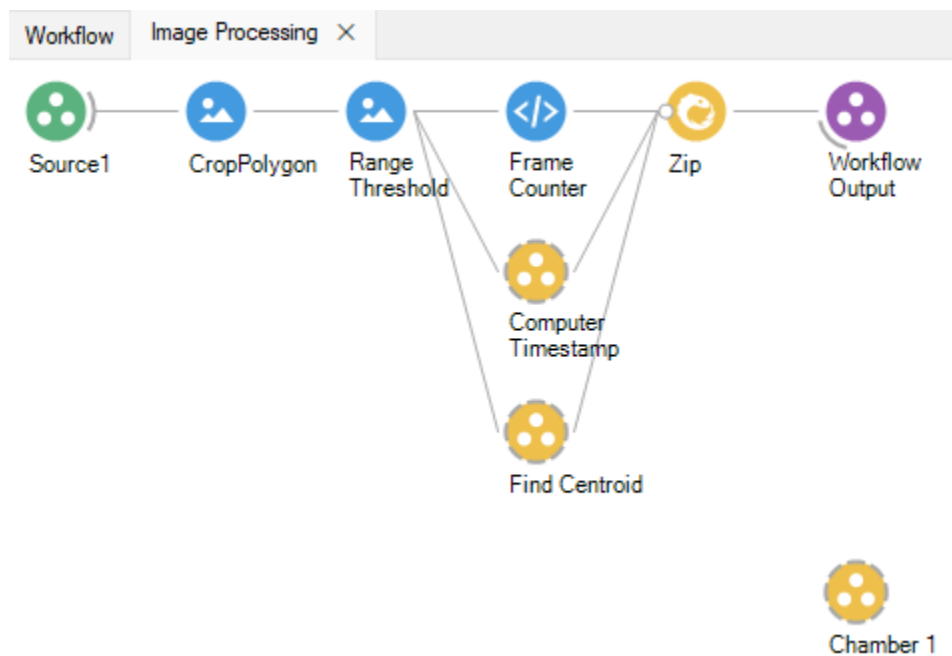 Workflow
Image Processing
Source1
CropPolygon
Range
Threshold
Frame
Counter
Zip
Workflow
Output
Computer
Timestamp
Find Centroid
Chamber 1